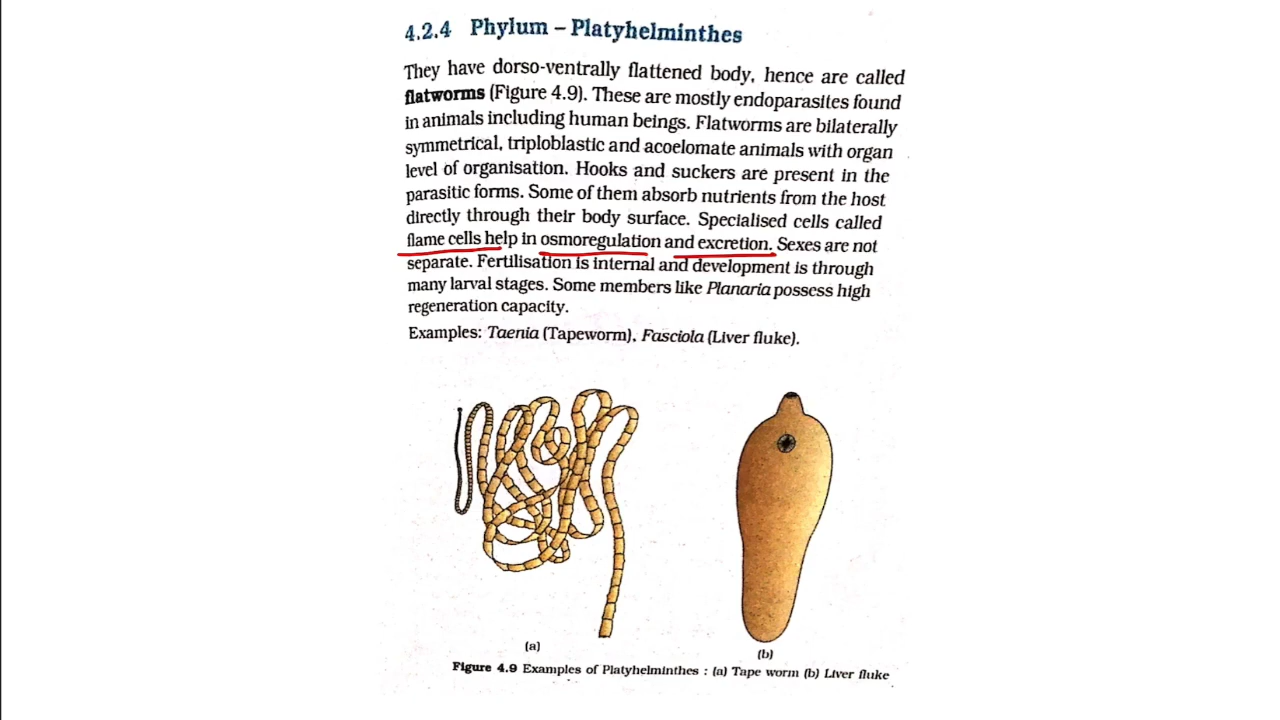 4.2.4 Phylum – Platyhelminthes
They have dorso-ventrally flattened body, hence are called
flatworms (Figure 4.9). These are mostly endoparasites found
in animals including human beings. Flatworms are bilaterally
symmetrical, triploblastic and acoelomate animals with organ
level of organisation. Hooks and suckers are present in the
parasitic forms. Some of them absorb nutrients from the host
directly through their body surface. Specialised cells called
flame cells help in osmoregulation and excretion. Sexes are not
separate. Fertilisation is internal and development is through
many larval stages. Some members like Planaria possess high
regeneration capacity.
Examples: Taenia (Tapeworm), Fasciola (Liver fluke).
(a)
(b)
Figure 4.9 Examples of Platyhelminthes : (a) Tape worm (b) Liver fluke